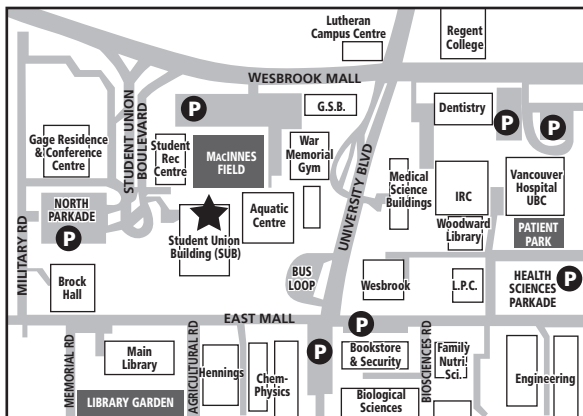 Lutheran
Campus Centre
Regent
College
WESBROOK MALL
P
G.S.B.
Dentistry
P
P
Gage Residence
& Conference
Centre
STUDENT UNION
BOULEVARD
Student
Rec
Centre
MACINNES
FIELD
War
Memorial
Gym
UNIVERSITY BLVD
Medical
Science
Buildings
IRC
Vancouver
Hospital
UBC
Woodward
Library
PATIENT
PARK
MILITARY RD
NORTH
PARKADE
P
Student Union
Building (SUB)
Aquatic
Centre
BUS
LOOP
Brock
Hall
Wesbrook
L.P.C.
HEALTH
SCIENCES
PARKADE
P
EAST MALL
P
P
MEMORIAL RD
Main
Library
LIBRARY GARDEN
AGRICULTURAL RD
Hennings
Chem-
Physics
Bookstore
& Security
Biological
Sciences
BIOSCIENCES RD
Family
Nutri
Sci.
Engineering